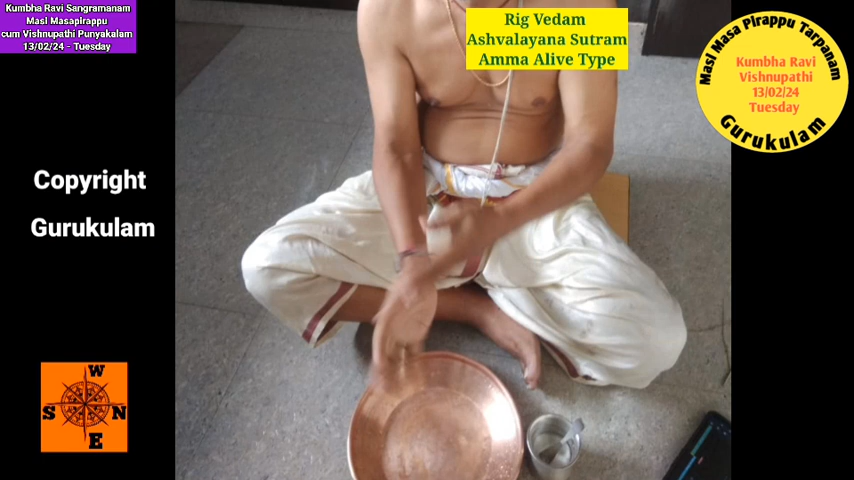 Kumbha Ravi Sangramanam
Masi Masapirappu
cum Vishnupathi Punyakalam
13/02/24 - Tuesday
Rig Vedam
Ashvalayana Sutram
Amma Alive Type
Masi Masa Pirappu Tarpanam
Kumbha Ravi
Vishnupathi
13/02/24
Tuesday
Gurukulam
Copyright
Gurukulam
W
S N
E